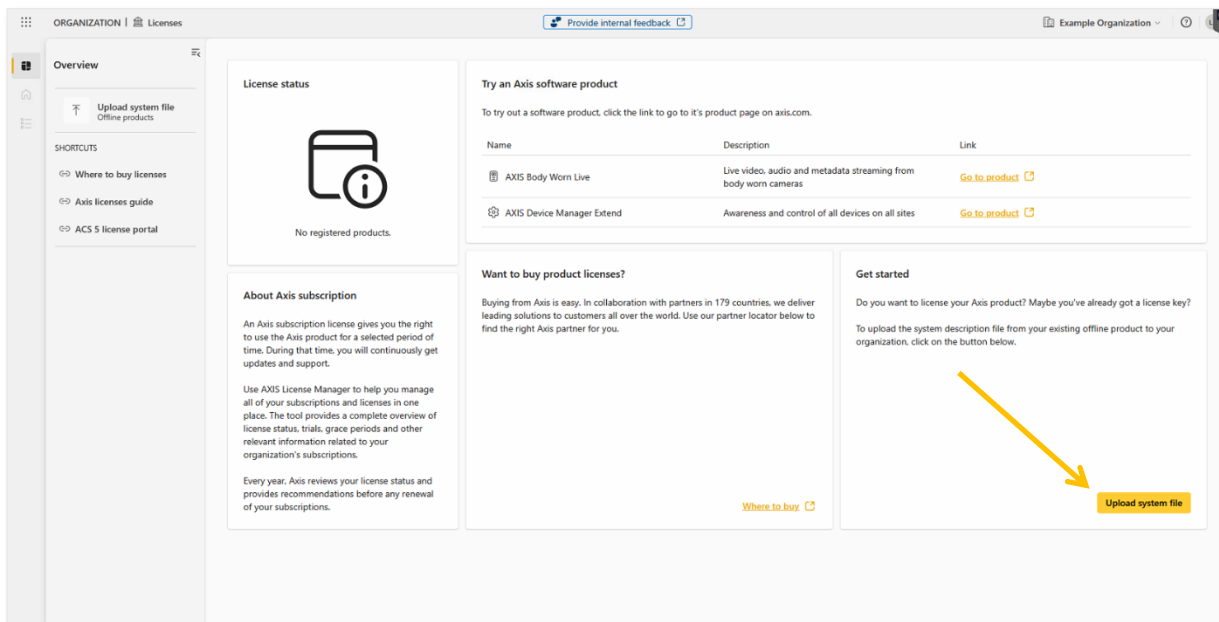 ORGANIZATION | Licenses
Provide internal feedback
Example Organization
Overview
Upload system file
Offline products
SHORTCUTS
Where to buy licenses
Axis licenses guide
ACS 5 license portal
License status
No registered products.
Try an Axis software product
To try out a software product, click the link to go to it's product page on axis.com.
Name Description Link
AXIS Body Worn Live
Live video, audio and metadata streaming from
body worn cameras
Go to product
AXIS Device Manager Extend
Awareness and control of all devices on all sites
Go to product
About Axis subscription
An Axis subscription license gives you the right
to use the Axis product for a selected period of
time. During that time, you will continuously get
updates and support.
Use AXIS License Manager to help you manage
all of your subscriptions and licenses in one
place. The tool provides a complete overview of
license status, trials, grace periods and other
relevant information related to your
organization's subscriptions.
Every year, Axis reviews your license status and
provides recommendations before any renewal
of your subscriptions.
Want to buy product licenses?
Buying from Axis is easy. In collaboration with partners in 179 countries, we deliver
leading solutions to customers all over the world. Use our partner locator below to
find the right Axis partner for you.
Where to buy
Get started
Do you want to license your Axis product? Maybe you've already got a license key?
To upload the system description file from your existing offline product to your
organization, click on the button below.
Upload system file